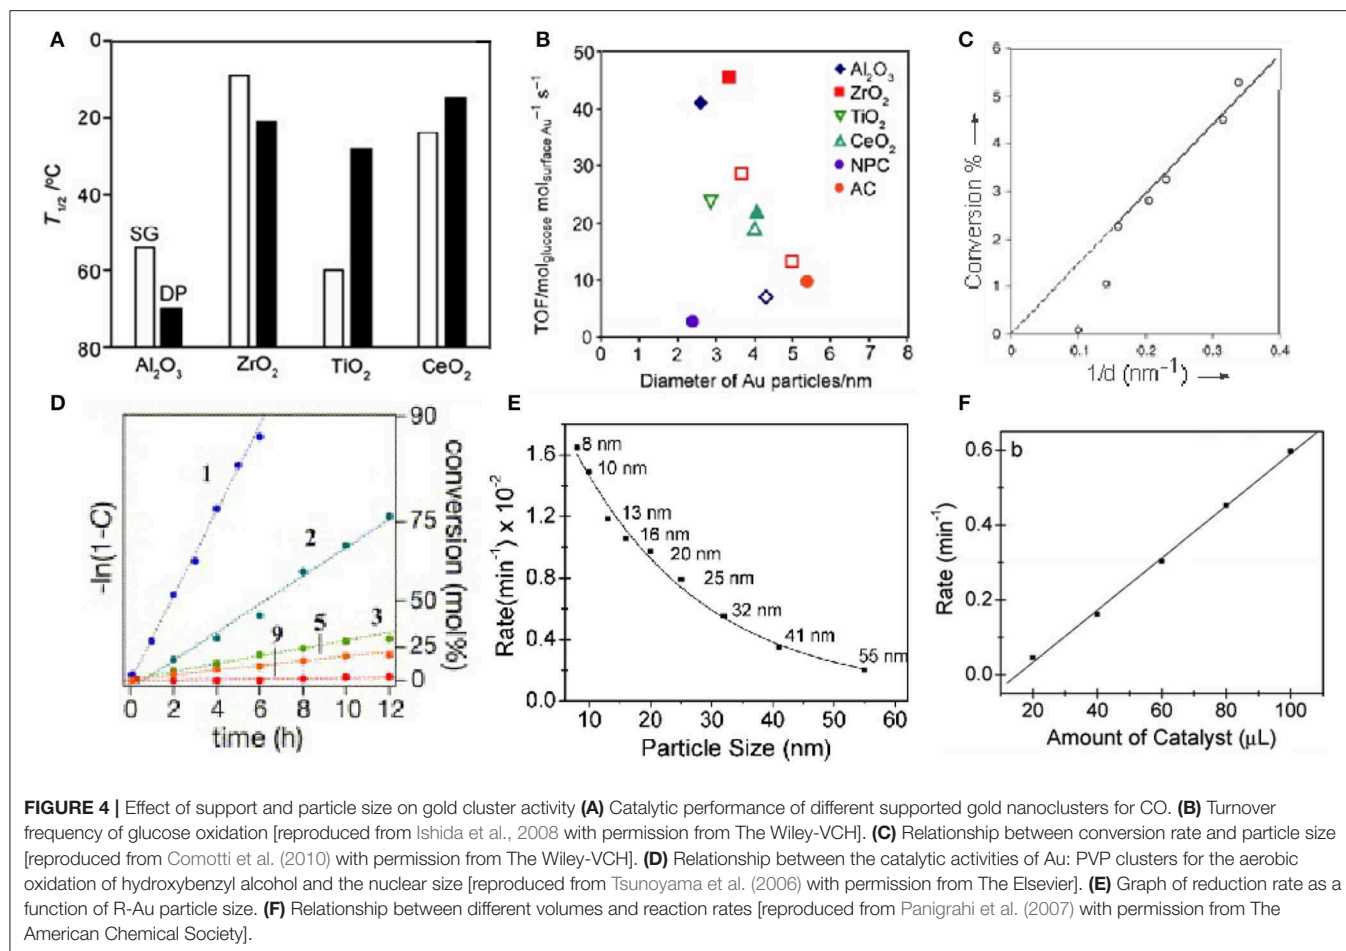 A
0
20
40
60
80
T1/2 /°C
SG
DP
Al2O3
ZrO2
TiO2
CeO2
B
50
40
30
20
10
0
TOF/mol glucose mol surface Au−1 s−1
Al2O3
ZrO2
TiO2
CeO2
NPC
AC
0 1 2 3 4 5 6 7 8
Diameter of Au particles/nm
C
6
5
4
3
2
1
0
Conversion %
0 0.1 0.2 0.3 0.4
1/d (nm−1)
D
-ln(1-C)
1
2
9
5
3
90
75
50
25
0
conversion (mol%)
0 2 4 6 8 10 12
time (h)
E
1.6
1.2
0.8
0.4
0.0
Rate(min-1) x 10-2
8 nm
10 nm
13 nm
16 nm
20 nm
25 nm
32 nm
41 nm
55 nm
10 20 30 40 50 60
Particle Size (nm)
F
b
0.6
0.4
0.2
0.0
Rate (min-1)
20 40 60 80 100
Amount of Catalyst (μL)
FIGURE 4 | Effect of support and particle size on gold cluster activity (A) Catalytic performance of different supported gold nanoclusters for CO. (B) Turnover
frequency of glucose oxidation [reproduced from Ishida et al., 2008 with permission from The Wiley-VCH]. (C) Relationship between conversion rate and particle size
[reproduced from Comotti et al. (2010) with permission from The Wiley-VCH]. (D) Relationship between the catalytic activities of Au: PVP clusters for the aerobic
oxidation of hydroxybenzyl alcohol and the nuclear size [reproduced from Tsunoyama et al. (2006) with permission from The Elsevier]. (E) Graph of reduction rate as a
function of R-Au particle size. (F) Relationship between different volumes and reaction rates [reproduced from Panigrahi et al. (2007) with permission from The
American Chemical Society].